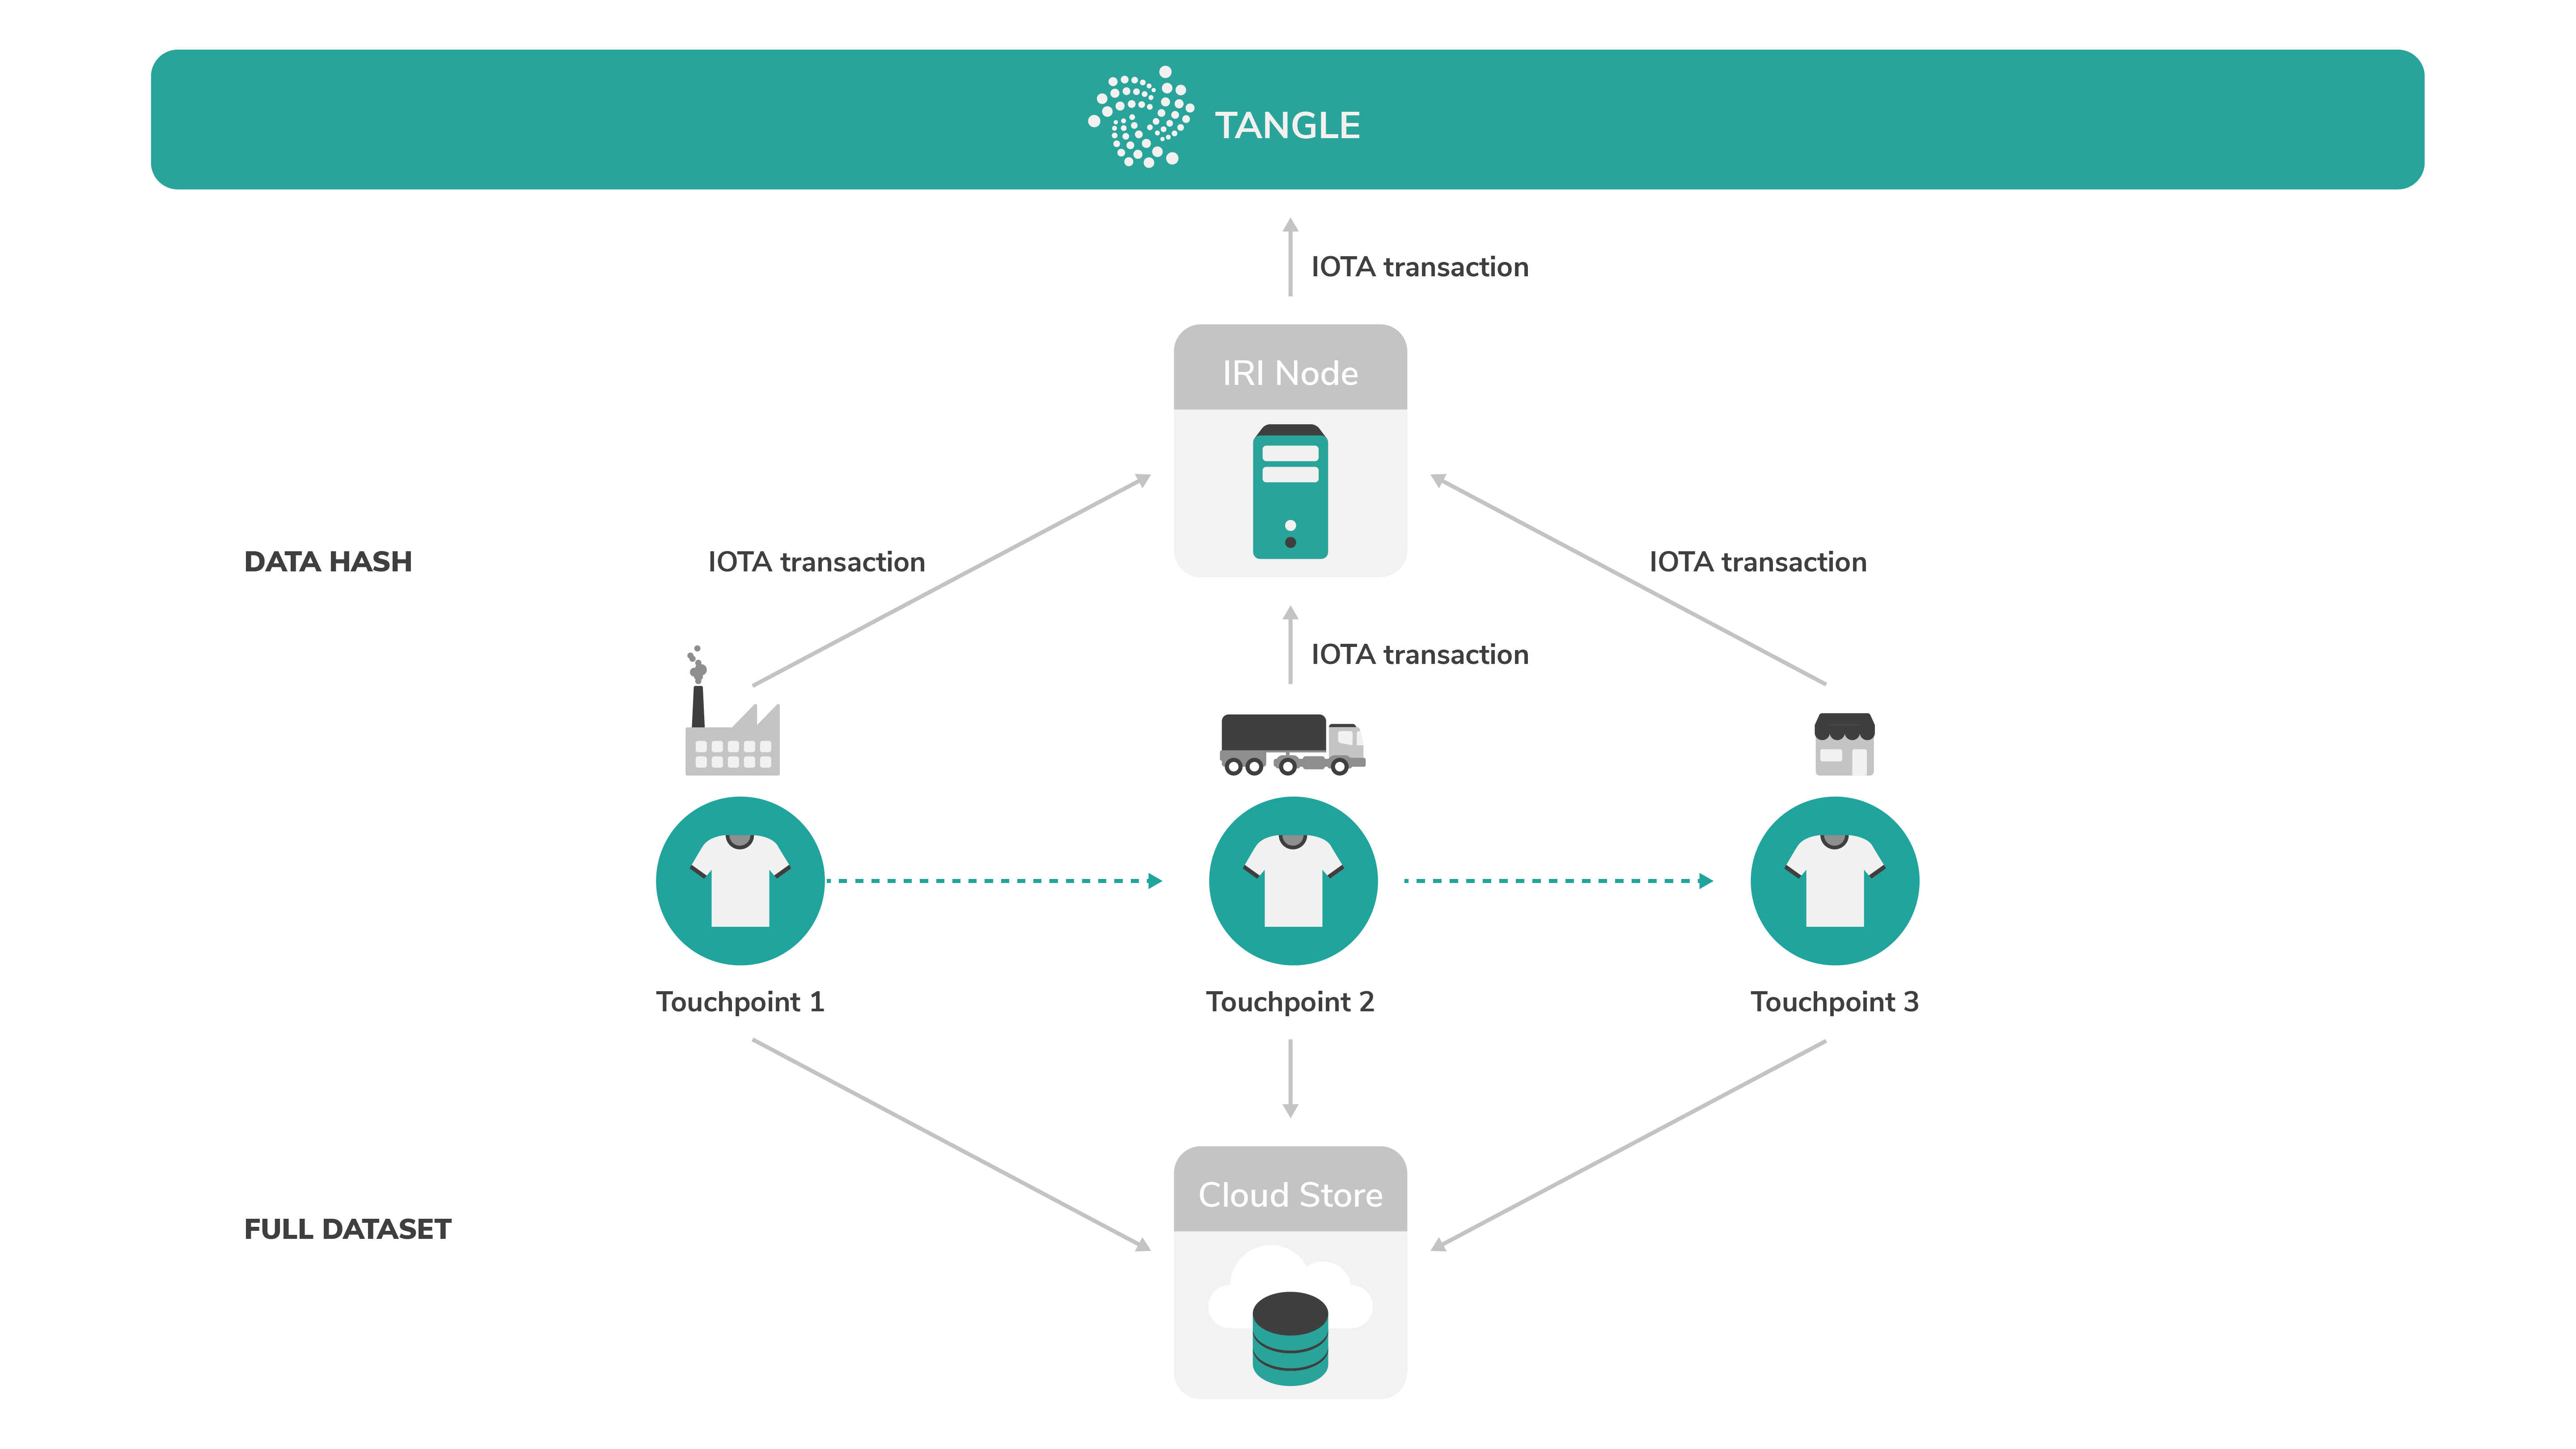 TANGLE
IOTA transaction
IRI Node
DATA HASH
IOTA transaction
IOTA transaction
IOTA transaction
Touchpoint 1
Touchpoint 2
Touchpoint 3
Cloud Store
FULL DATASET